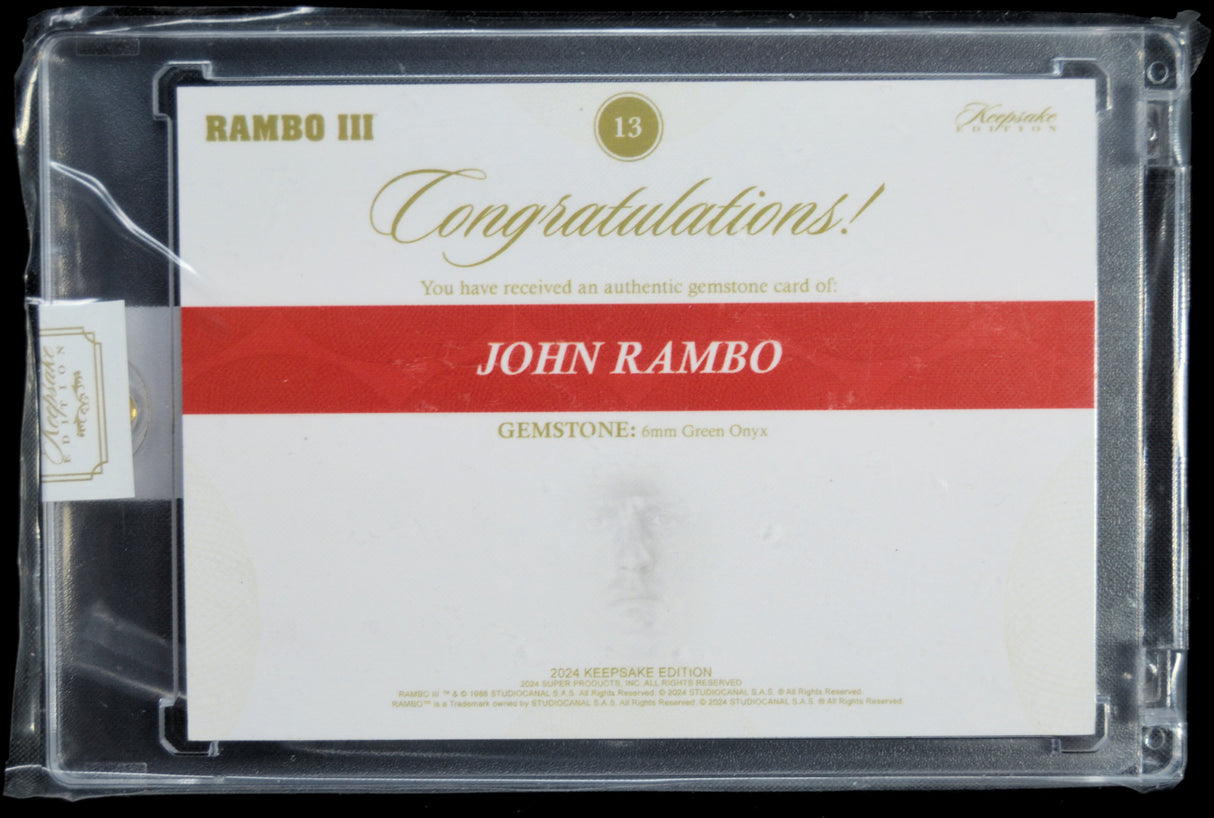 RAMBO III
13
Keepsake
EDITION
Congratulations!
You have received an authentic gemstone card of:
JOHN RAMBO
GEMSTONE: 6mm Green Onyx
Keepsake
EDITION
2024 KEEPSAKE EDITION
2024 SUPER PRODUCTS, INC. ALL RIGHTS RESERVED
RAMBO III ™ & © 1988 STUDIOCANAL S.A.S. All Rights Reserved. © 2024 STUDIOCANAL S.A.S. ® All Rights Reserved.
RAMBO™ is a Trademark owned by STUDIOCANAL S.A.S. All Rights Reserved. © 2024 STUDIOCANAL S.A.S. ® All Rights Reserved.